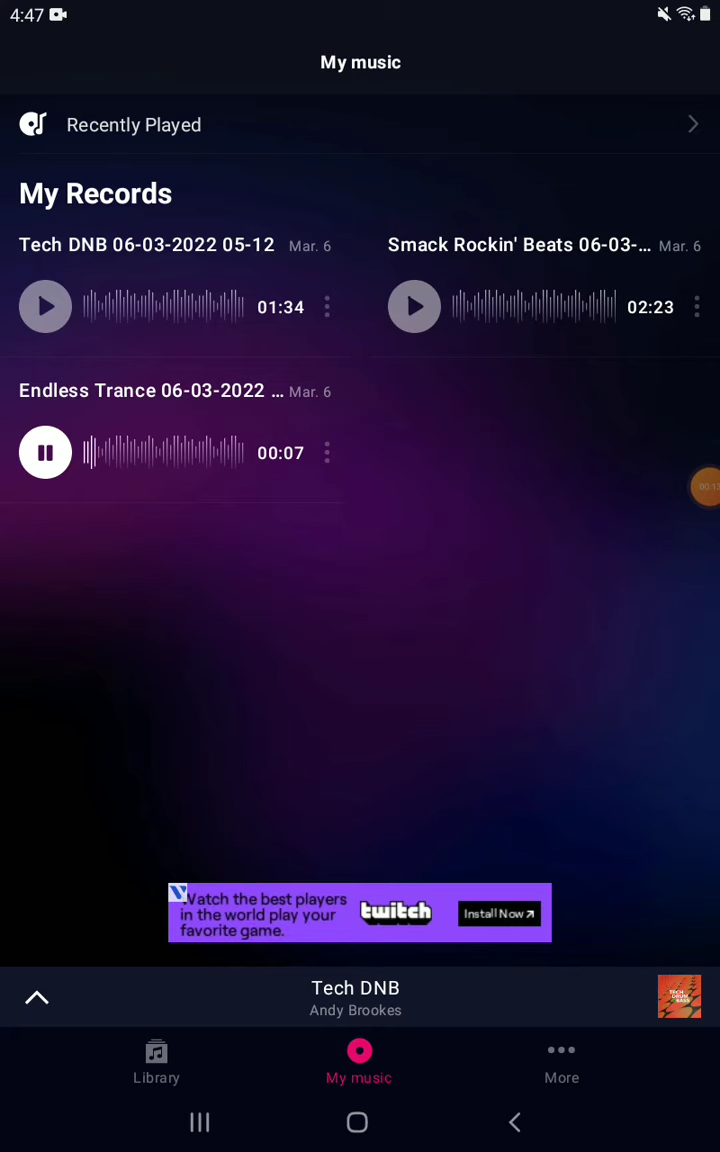 4:47
My music
Recently Played
My Records
Tech DNB 06-03-2022 05-12 Mar. 6
01:34
Smack Rockin' Beats 06-03-... Mar. 6
02:23
Endless Trance 06-03-2022 ... Mar. 6
00:07
Watch the best players
in the world play your
favorite game.
twitch
Install Now
Tech DNB
Andy Brookes
TECH
DRUM
BASS
Library
My music
More